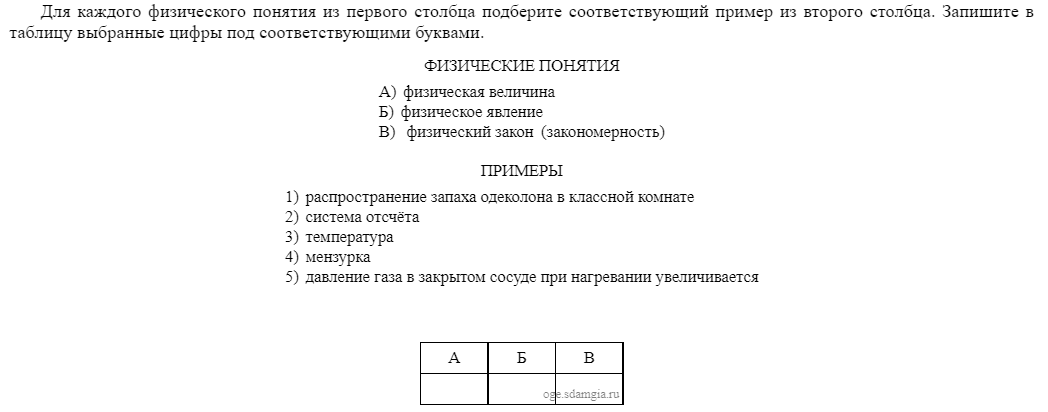 Для каждого физического понятия из первого столбца подберите соответствующий пример из второго столбца. Запишите в
таблицу выбранные цифры под соответствующими буквами.
ФИЗИЧЕСКИЕ ПОНЯТИЯ
А) физическая величина
Б) физическое явление
В) физический закон (закономерность)
ПРИМЕРЫ
1) распространение запаха одеколона в классной комнате
2) система отсчёта
3) температура
4) мензурка
5) давление газа в закрытом сосуде при нагревании увеличивается
А Б В
oge.sdamgia.ru